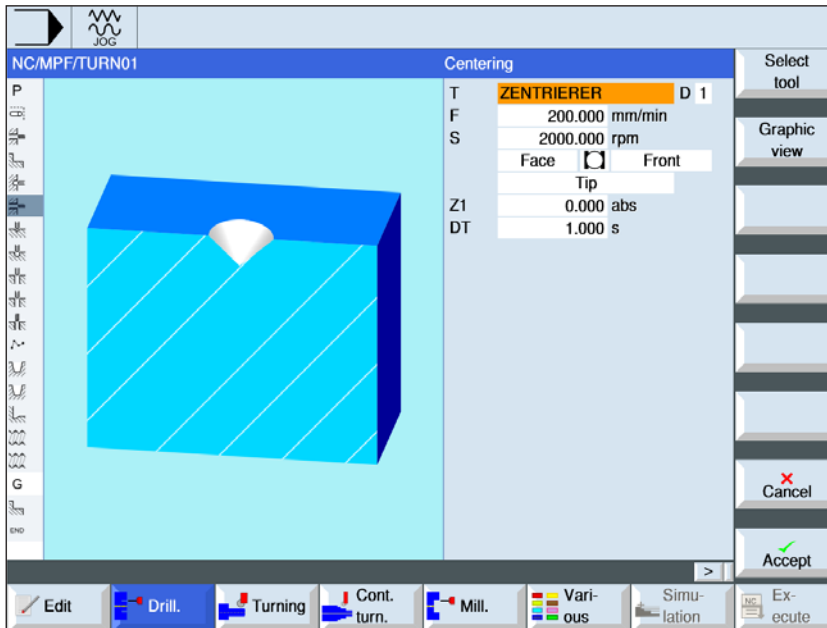 JOG
NC/MPF/TURN01
Centering
Select
tool
P
T ZENTRIERER D 1
F 200.000 mm/min
Graphic
view
S 2000.000 rpm
Face Front
Tip
Z1 0.000 abs
DT 1.000 s
G
END
Cancel
Accept
>
Edit
Drill.
Turning
Cont.
turn.
Mill.
Vari-
ous
Simu-
lation
NC
Ex-
ecute